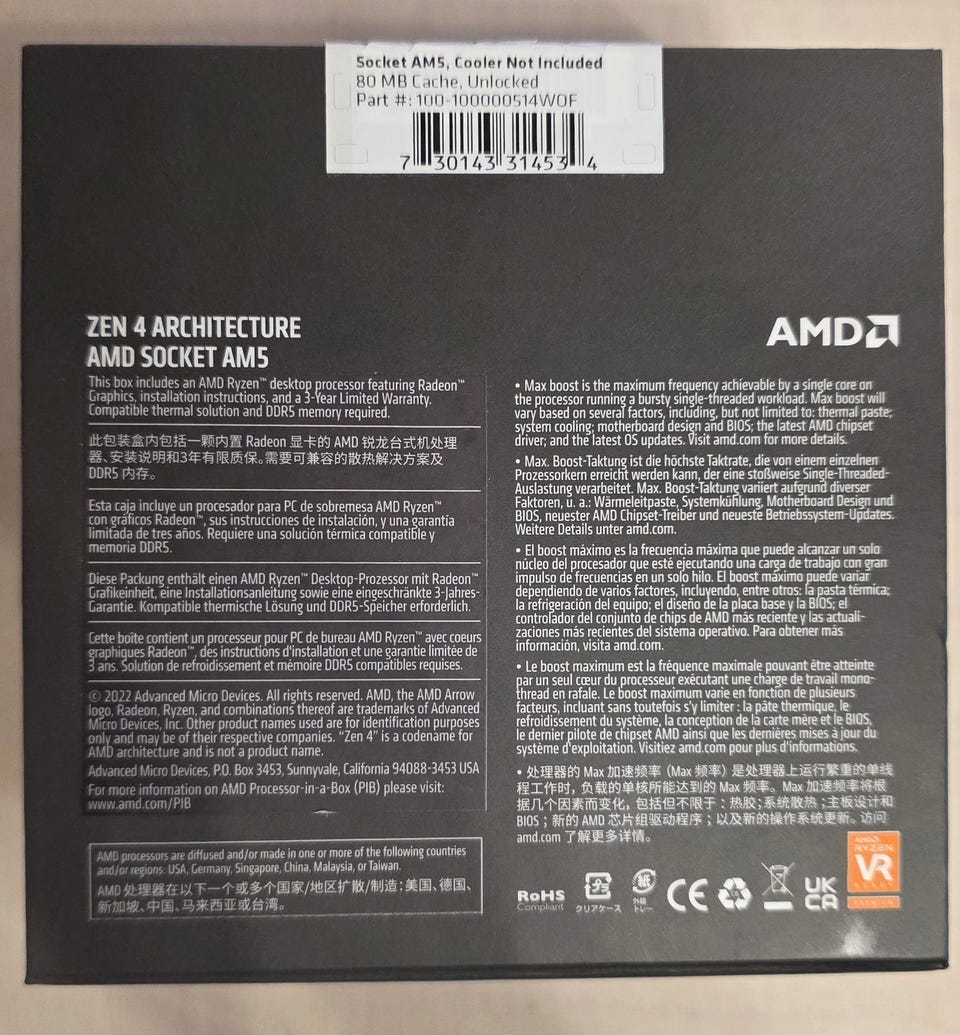 Socket AM5, Cooler Not Included
80 MB Cache, Unlocked
Part #: 100-100000514WOF
7 30143 31453 4
ZEN 4 ARCHITECTURE
AMD SOCKET AM5
This box includes an AMD Ryzen™ desktop processor featuring Radeon™
Graphics, installation instructions, and a 3-Year Limited Warranty.
Compatible thermal solution and DDR5 memory required.
此包装盒内包括一颗内置 Radeon 显卡的 AMD 锐龙台式机处理
器、安装说明和3年有限质保。需要可兼容的散热解决方案及
DDR5 内存。
Esta caja incluye un procesador para PC de sobremesa AMD Ryzen™
con gráficos Radeon™, sus instrucciones de instalación, y una garantía
limitada de tres años. Requiere una solución térmica compatible y
memoria DDR5.
Diese Packung enthält einen AMD Ryzen™ Desktop-Prozessor mit Radeon™
Grafikeinheit, eine Installationsanleitung sowie eine eingeschränkte 3-Jahres-
Garantie. Kompatible thermische Lösung und DDR5-Speicher erforderlich.
Cette boîte contient un processeur pour PC de bureau AMD Ryzen™ avec coeurs
graphiques Radeon™, des instructions d'installation et une garantie limitée de
3 ans. Solution de refroidissement et mémoire DDR5 compatibles requises.
© 2022 Advanced Micro Devices. All rights reserved. AMD, the AMD Arrow
logo, Radeon, Ryzen, and combinations thereof are trademarks of Advanced
Micro Devices, Inc. Other product names used are for identification purposes
only and may be of their respective companies. “Zen 4” is a codename for
AMD architecture and is not a product name.
Advanced Micro Devices, P.O. Box 3453, Sunnyvale, California 94088-3453 USA
For more information on AMD Processor-in-a-Box (PIB) please visit:
www.amd.com/PIB
AMD processors are diffused and/or made in one or more of the following countries
and/or regions: USA, Germany, Singapore, China, Malaysia, or Taiwan.
AMD 处理器在以下一个或多个国家/地区扩散/制造：美国、德国、
新加坡、中国、马来西亚或台湾。
AMD
• Max boost is the maximum frequency achievable by a single core on
the processor running a bursty single-threaded workload. Max boost will
vary based on several factors, including, but not limited to: thermal paste;
system cooling; motherboard design and BIOS; the latest AMD chipset
driver; and the latest OS updates. Visit amd.com for more details.
• Max. Boost-Taktung ist die höchste Taktrate, die von einem einzelnen
Prozessorkern erreicht werden kann, der eine stoßweise Single-Threaded-
Auslastung verarbeitet. Max. Boost-Taktung variiert aufgrund diverser
Faktoren, u. a.: Wärmeleitpaste, Systemkühlung, Motherboard Design und
BIOS, neuester AMD Chipset-Treiber und neueste Betriebssystem-Updates.
Weitere Details unter amd.com.
• El boost máximo es la frecuencia máxima que puede alcanzar un solo
núcleo del procesador que esté ejecutando una carga de trabajo con gran
impulso de frecuencias en un solo hilo. El boost máximo puede variar
dependiendo de varios factores, incluyendo, entre otros: la pasta térmica;
la refrigeración del equipo; el diseño de la placa base y la BIOS; el
controlador del conjunto de chips de AMD más reciente y las actuali-
zaciones más recientes del sistema operativo. Para obtener más
información, visita amd.com.
• Le boost maximum est la fréquence maximale pouvant être atteinte
par un seul cœur du processeur exécutant une charge de travail mono-
thread en rafale. Le boost maximum varie en fonction de plusieurs
facteurs, incluant sans toutefois s'y limiter : la pâte thermique, le
refroidissement du système, la conception de la carte mère et le BIOS,
le dernier pilote de chipset AMD ainsi que les dernières mises à jour du
système d'exploitation. Visitiez amd.com pour plus d'informations.
• 处理器的 Max 加速频率（Max 频率）是处理器上运行繁重的单线
程工作时，负载的单核所能达到的 Max 频率。Max 加速频率将根
据几个因素而变化，包括但不限于：热胶；系统散热；主板设计和
BIOS；新的 AMD 芯片组驱动程序；以及新的操作系统更新。访问
amd.com 了解更多详情。
RoHS
Compliant
プラ
クリアケース
紙
外箱
トレー
CE
UK
CA
AMD
RYZEN
VR
READY
PREMIUM